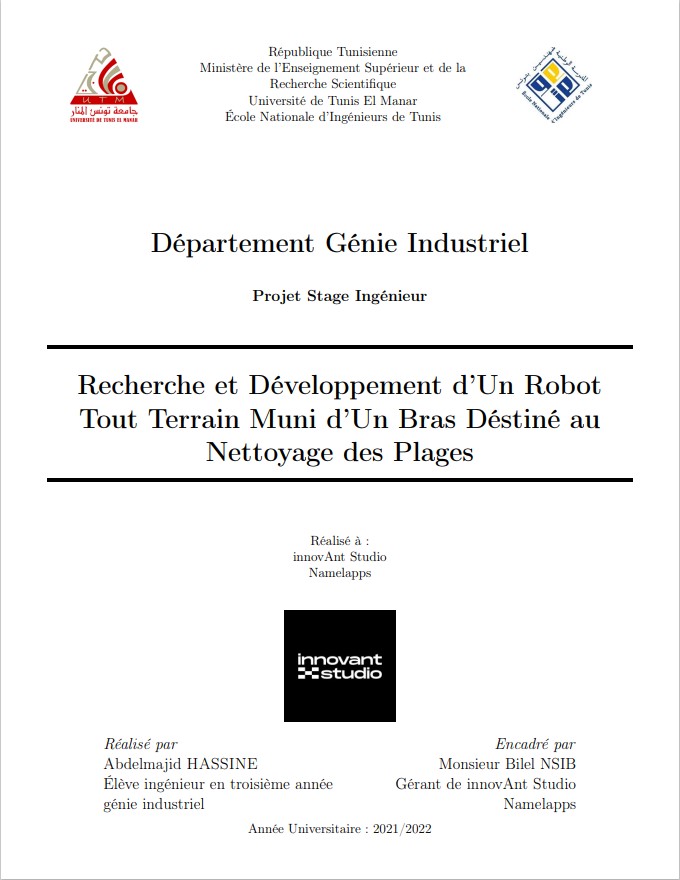 République Tunisienne
Ministère de l'Enseignement Supérieur et de la
Recherche Scientifique
Université de Tunis El Manar
École Nationale d'Ingénieurs de Tunis
U T M
جامعة تونس المنار
UNIVERSITÉ DE TUNIS EL MANAR
المدرسة الوطنية للمهندسين بتونس
Ecole Nationale d'Ingénieurs de Tunis
Département Génie Industriel
Projet Stage Ingénieur
Recherche et Développement d'Un Robot
Tout Terrain Muni d'Un Bras Déstiné au
Nettoyage des Plages
Réalisé à :
innovAnt Studio
Namelapps
innovant
studio
Réalisé par
Abdelmajid HASSINE
Élève ingénieur en troisième année
génie industriel
Encadré par
Monsieur Bilel NSIB
Gérant de innovAnt Studio
Namelapps
Année Universitaire : 2021/2022